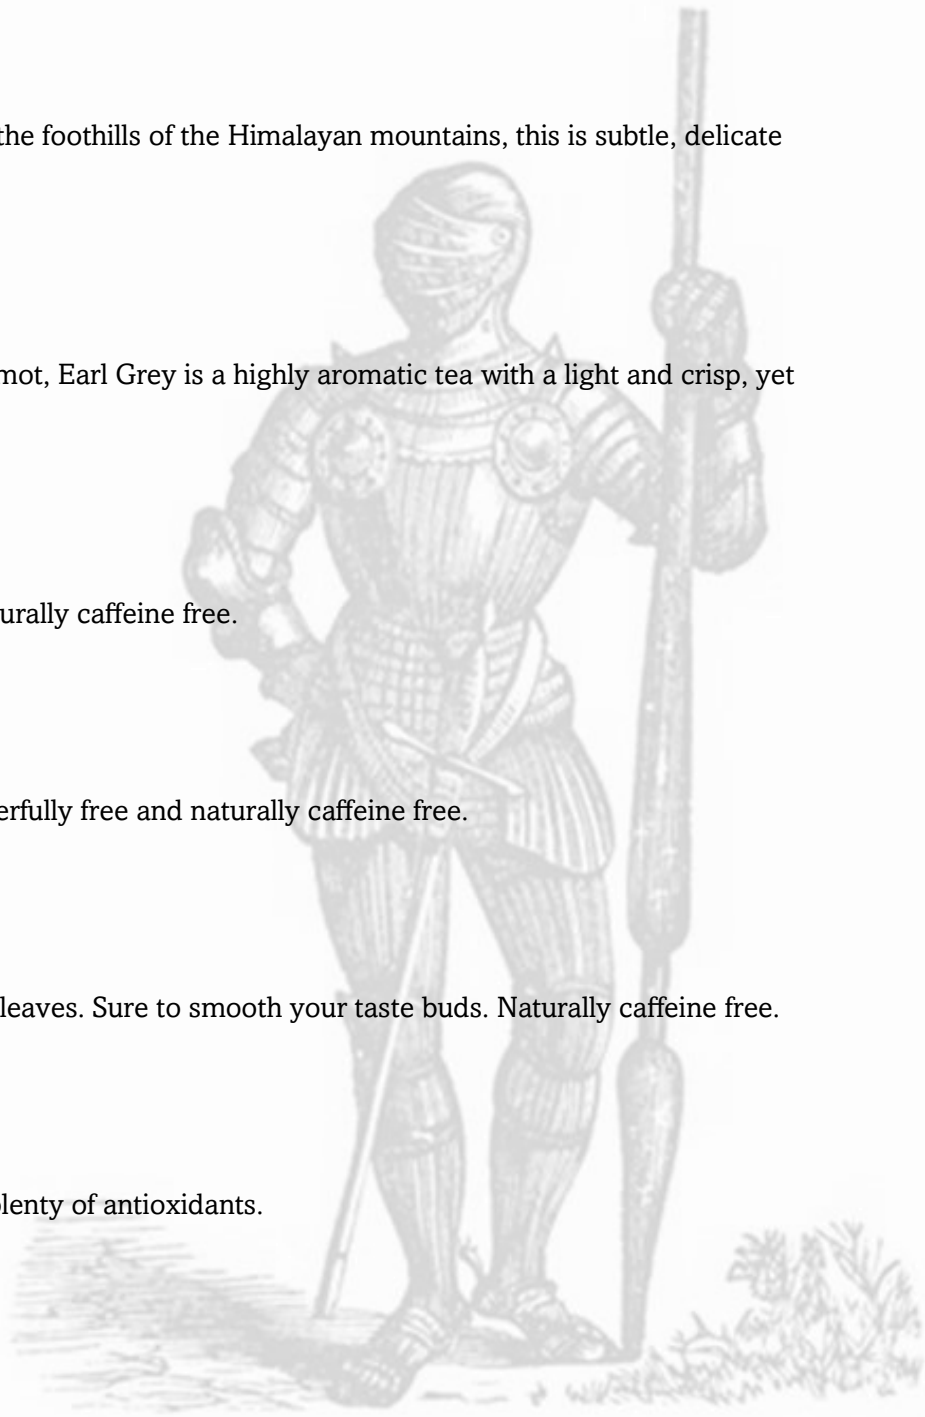 the foothills of the Himalayan mountains, this is subtle, delicate
mot, Earl Grey is a highly aromatic tea with a light and crisp, yet
urally caffeine free.
erfully free and naturally caffeine free.
leaves. Sure to smooth your taste buds. Naturally caffeine free.
plenty of antioxidants.